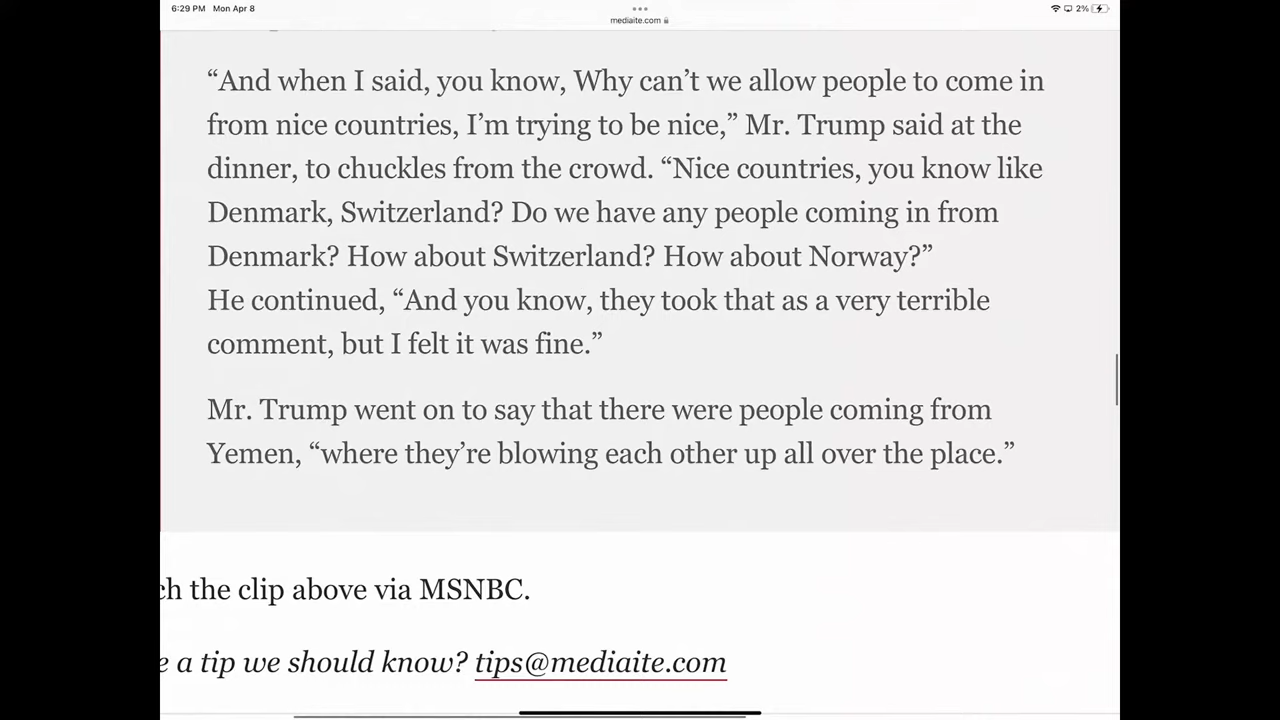 6:29 PM Mon Apr 8
mediaite.com
2%
“And when I said, you know, Why can’t we allow people to come in
from nice countries, I’m trying to be nice,” Mr. Trump said at the
dinner, to chuckles from the crowd. “Nice countries, you know like
Denmark, Switzerland? Do we have any people coming in from
Denmark? How about Switzerland? How about Norway?”
He continued, “And you know, they took that as a very terrible
comment, but I felt it was fine.”
Mr. Trump went on to say that there were people coming from
Yemen, “where they’re blowing each other up all over the place.”
ch the clip above via MSNBC.
e a tip we should know? tips@mediaite.com